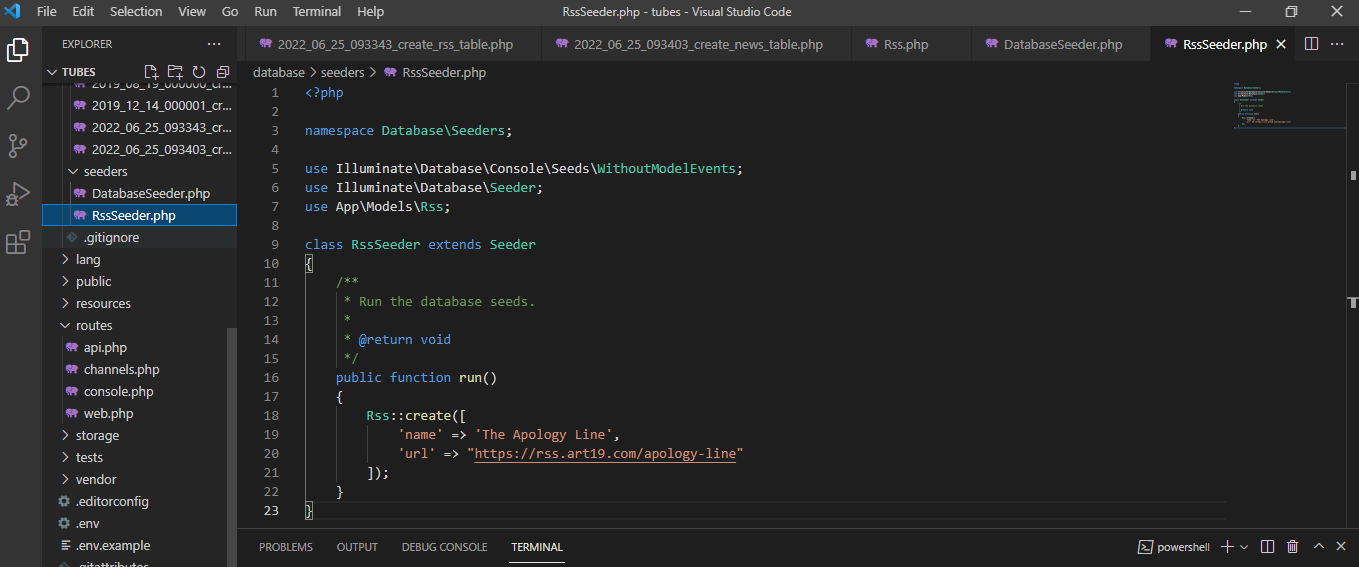 File Edit Selection View Go Run Terminal Help RssSeeder.php - tubes - Visual Studio Code
EXPLORER
2022_06_25_093343_create_rss_table.php 2022_06_25_093403_create_news_table.php Rss.php DatabaseSeeder.php RssSeeder.php
TUBES
2019_08_19_000000_cr...
2019_12_14_000001_cr...
2022_06_25_093343_cr...
2022_06_25_093403_cr...
seeders
DatabaseSeeder.php
RssSeeder.php
.gitignore
lang
public
resources
routes
api.php
channels.php
console.php
web.php
storage
tests
vendor
.editorconfig
.env
.env.example
.gitattributes
database > seeders > RssSeeder.php
1 <?php
2
3 namespace Database\Seeders;
4
5 use Illuminate\Database\Console\Seeds\WithoutModelEvents;
6 use Illuminate\Database\Seeder;
7 use App\Models\Rss;
8
9 class RssSeeder extends Seeder
10 {
11 /**
12 * Run the database seeds.
13 *
14 * @return void
15 */
16 public function run()
17 {
18 Rss::create([
19 'name' => 'The Apology Line',
20 'url' => "https://rss.art19.com/apology-line"
21 ]);
22 }
23 }
PROBLEMS OUTPUT DEBUG CONSOLE TERMINAL powershell